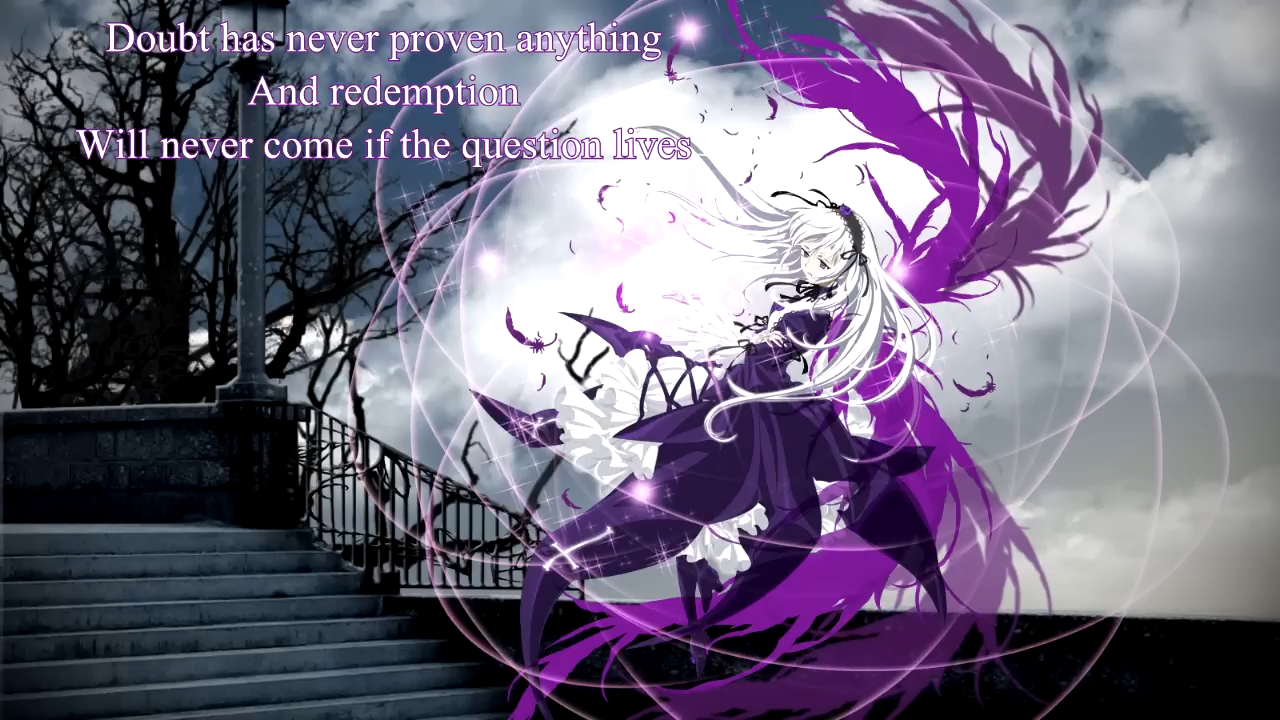 Doubt has never proven anything
And redemption
Will never come if the question lives